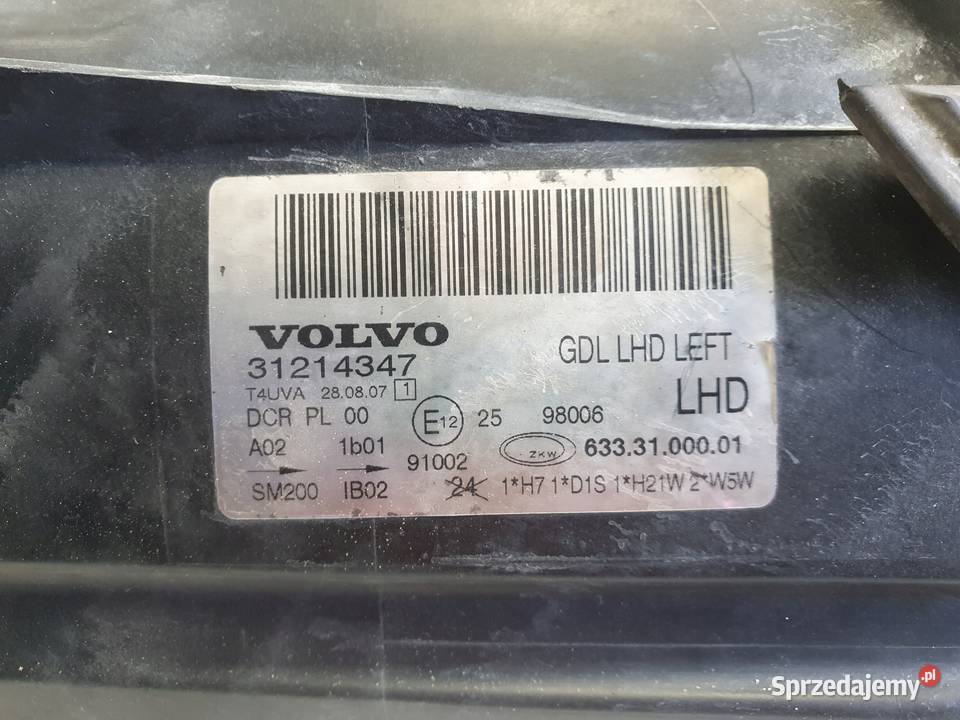 VOLVO
31214347
GDL LHD LEFT
T4UVA 28.08.07 1
LHD
DCR PL 00 E12 25 98006
A02 1b01 91002 ZKW 633.31.000.01
SM200 IB02 24 1*H7 1*D1S 1*H21W 2*W5W
Sprzedajemy.pl